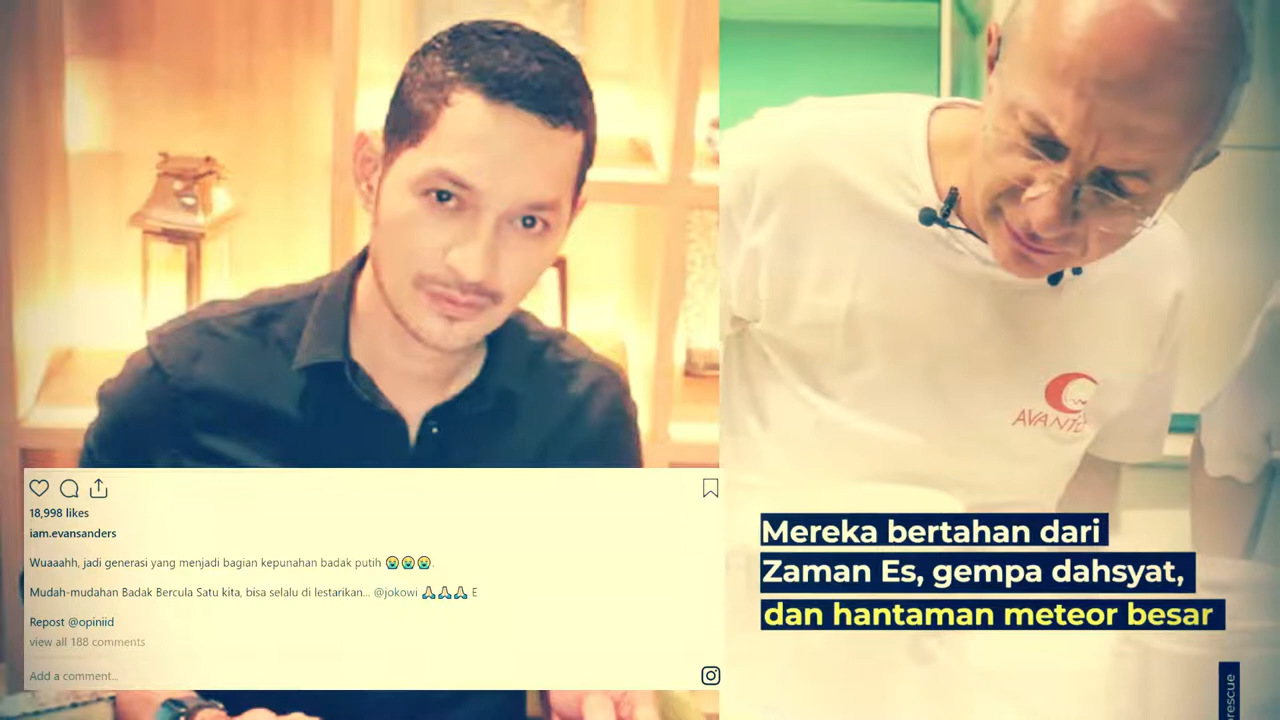 18,998 likes
iam.evansanders
Wuaaahh, jadi generasi yang menjadi bagian kepunahan badak putih 😭😭😭.
Mudah-mudahan Badak Bercula Satu kita, bisa selalu di lestarikan... @jokowi 🙏🙏🙏 E
Repost @opiniid
view all 188 comments
Add a comment...
Mereka bertahan dari
Zaman Es, gempa dahsyat,
dan hantaman meteor besar